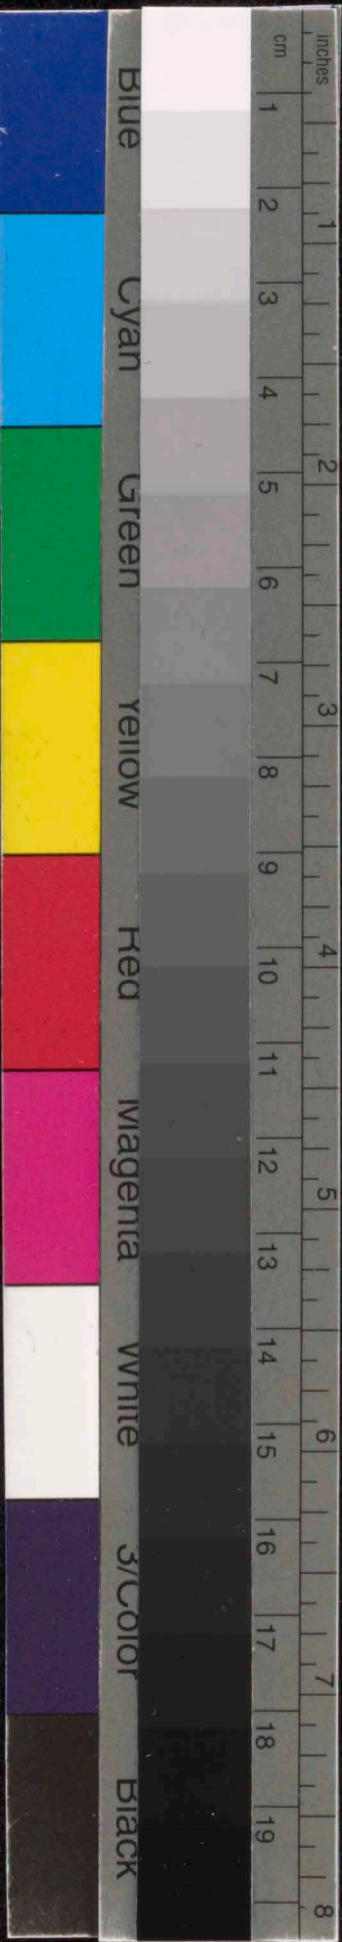 inches 1 2 3 4 5 6 7 8
cm 1 2 3 4 5 6 7 8 9 10 11 12 13 14 15 16 17 18 19
Blue Cyan Green Yellow Red Magenta White 3/Color Black